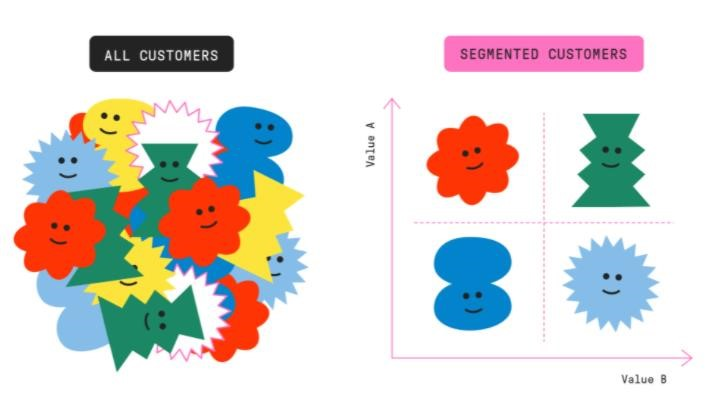 ALL CUSTOMERS
SEGMENTED CUSTOMERS
Value A
Value B